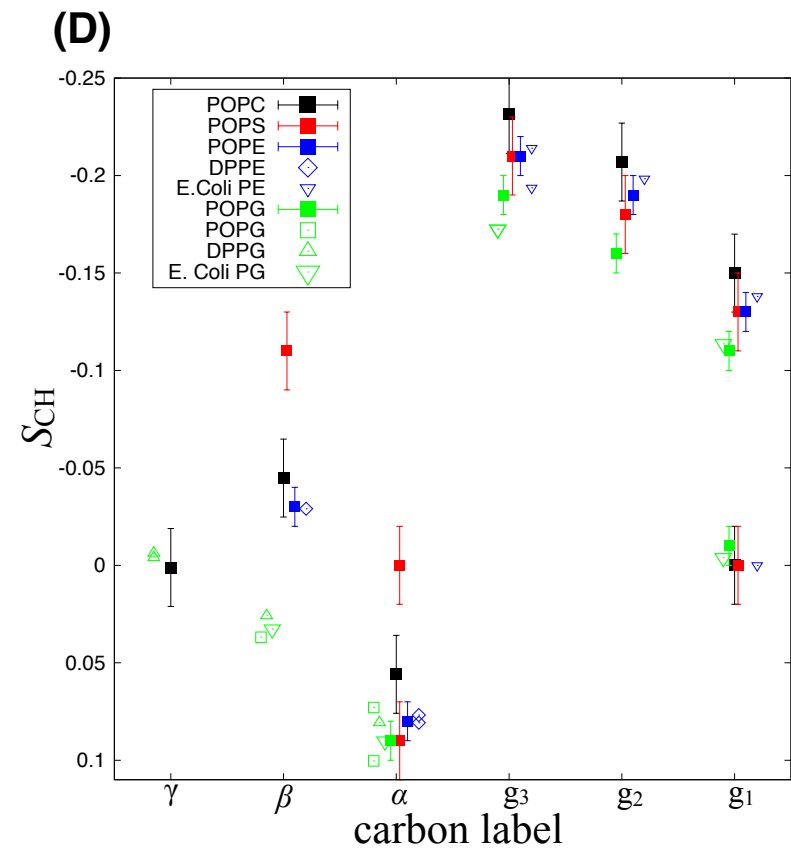 (D)
-0.25
-0.2
-0.15
-0.1
-0.05
0
0.05
0.1
SCH
POPC
POPS
POPE
DPPE
E.Coli PE
POPG
POPG
DPPG
E. Coli PG
γ β α g3 g2 g1
carbon label